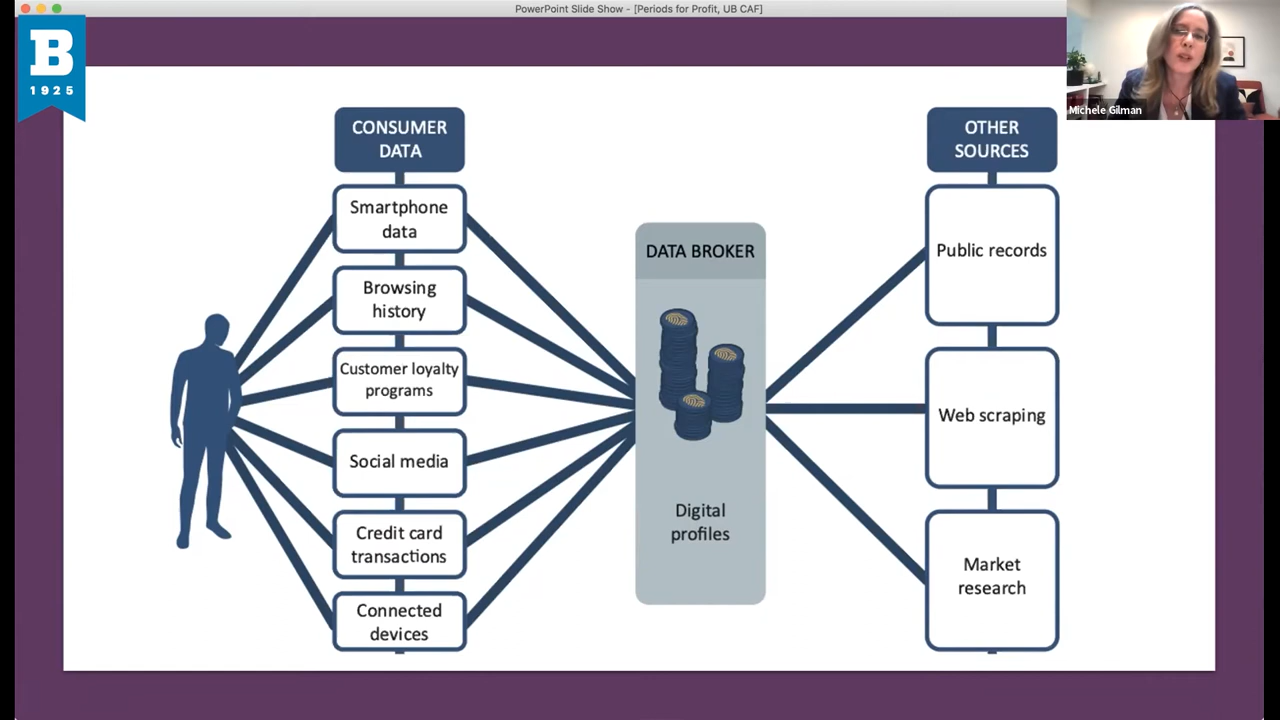 PowerPoint Slide Show - [Periods for Profit, UB CAF]
B
1925
Michele Gilman
CONSUMER
DATA
Smartphone
data
Browsing
history
Customer loyalty
programs
Social media
Credit card
transactions
Connected
devices
DATA BROKER
Digital
profiles
OTHER
SOURCES
Public records
Web scraping
Market
research